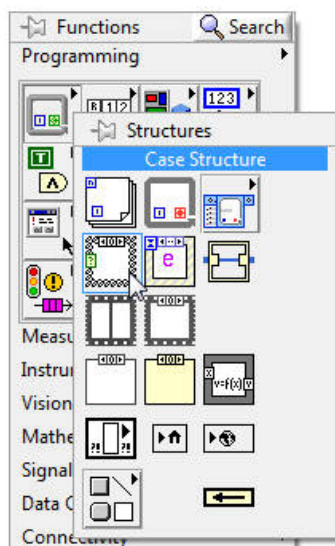 Functions
Search
Programming
Structures
Case Structure
Measu
Instru
Vision
Mathe
Signal
Data C
Connectivity